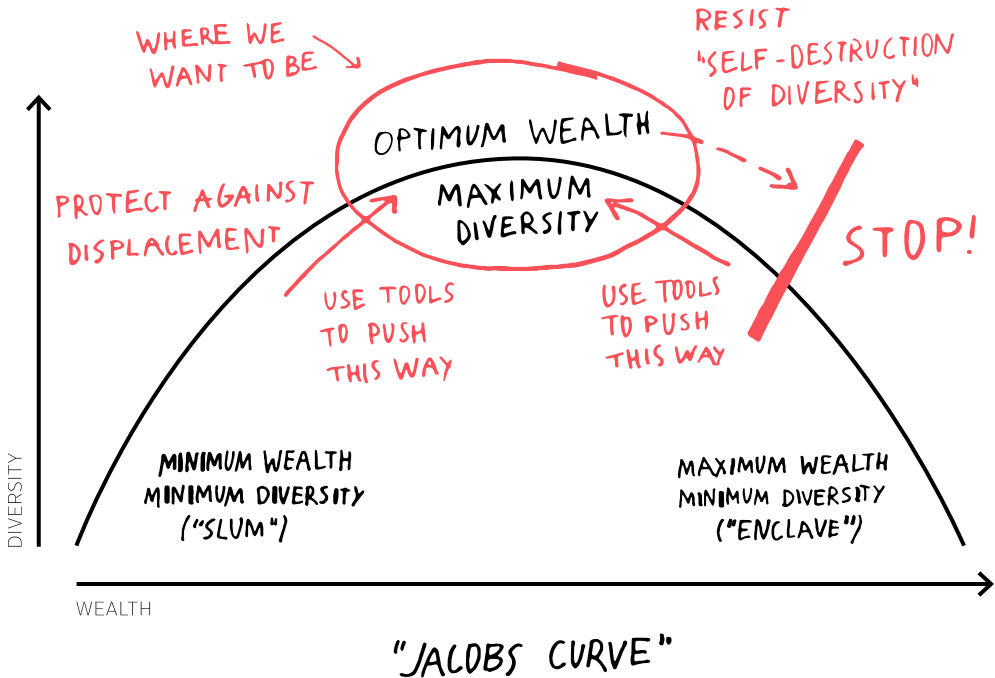 WHERE WE
WANT TO BE
RESIST
"SELF-DESTRUCTION
OF DIVERSITY"
OPTIMUM WEALTH
MAXIMUM
DIVERSITY
PROTECT AGAINST
DISPLACEMENT
STOP!
USE TOOLS
TO PUSH
THIS WAY
USE TOOLS
TO PUSH
THIS WAY
MINIMUM WEALTH
MINIMUM DIVERSITY
("SLUM")
MAXIMUM WEALTH
MINIMUM DIVERSITY
("ENCLAVE")
DIVERSITY
WEALTH
"JACOBS CURVE"